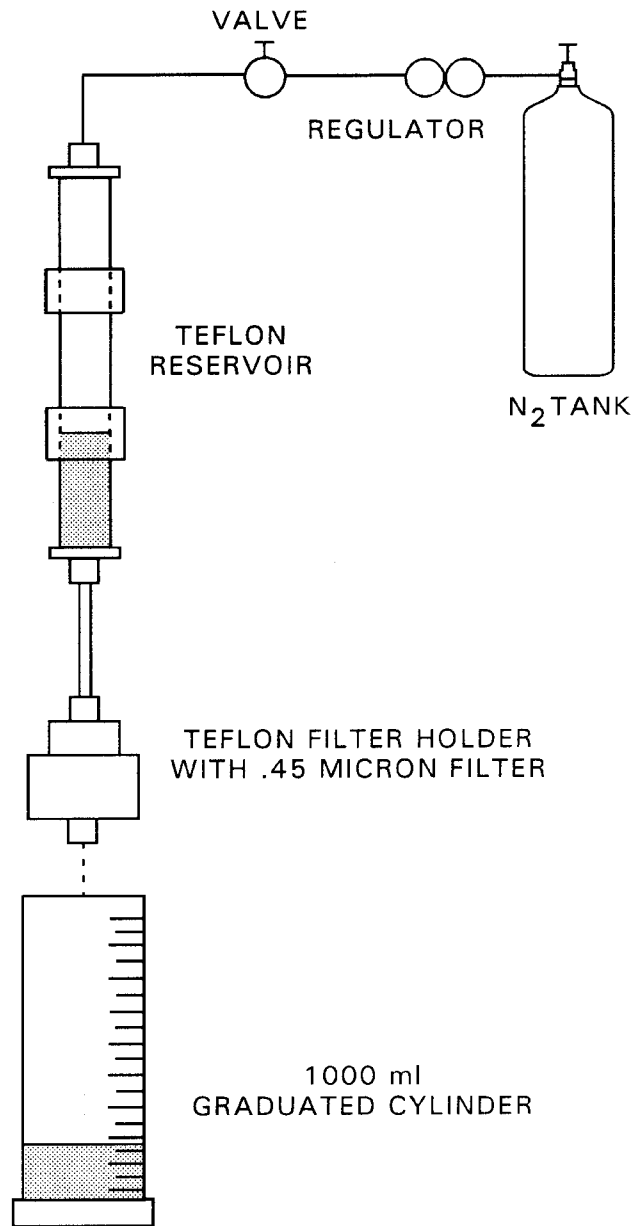 VALVE
REGULATOR
TEFLON
RESERVOIR
N₂ TANK
TEFLON FILTER HOLDER
WITH .45 MICRON FILTER
1000 ml
GRADUATED CYLINDER